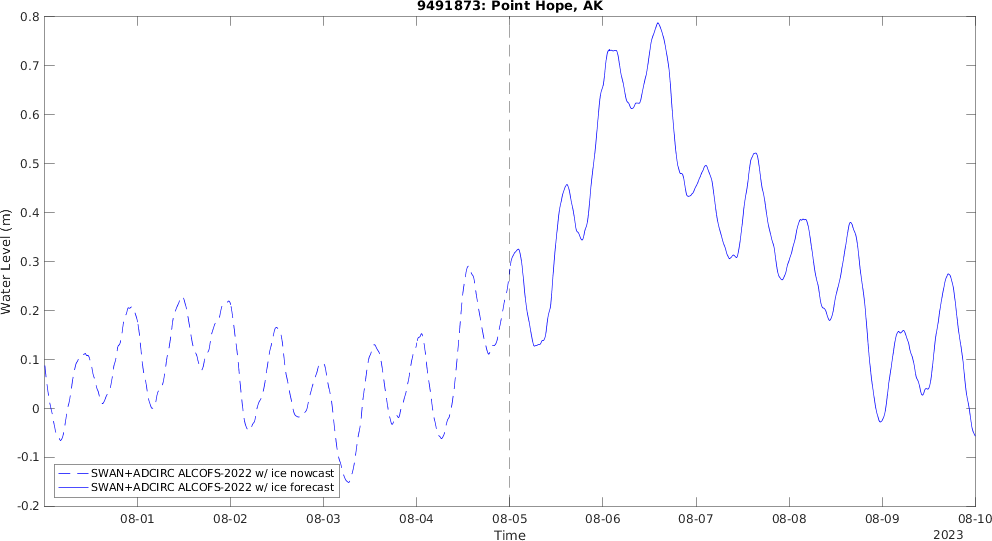 9491873: Point Hope, AK
Water Level (m)
0.8
0.7
0.6
0.5
0.4
0.3
0.2
0.1
0
-0.1
-0.2
SWAN+ADCIRC ALCOFS-2022 w/ ice nowcast
SWAN+ADCIRC ALCOFS-2022 w/ ice forecast
08-01 08-02 08-03 08-04 08-05 08-06 08-07 08-08 08-09 08-10
Time
2023